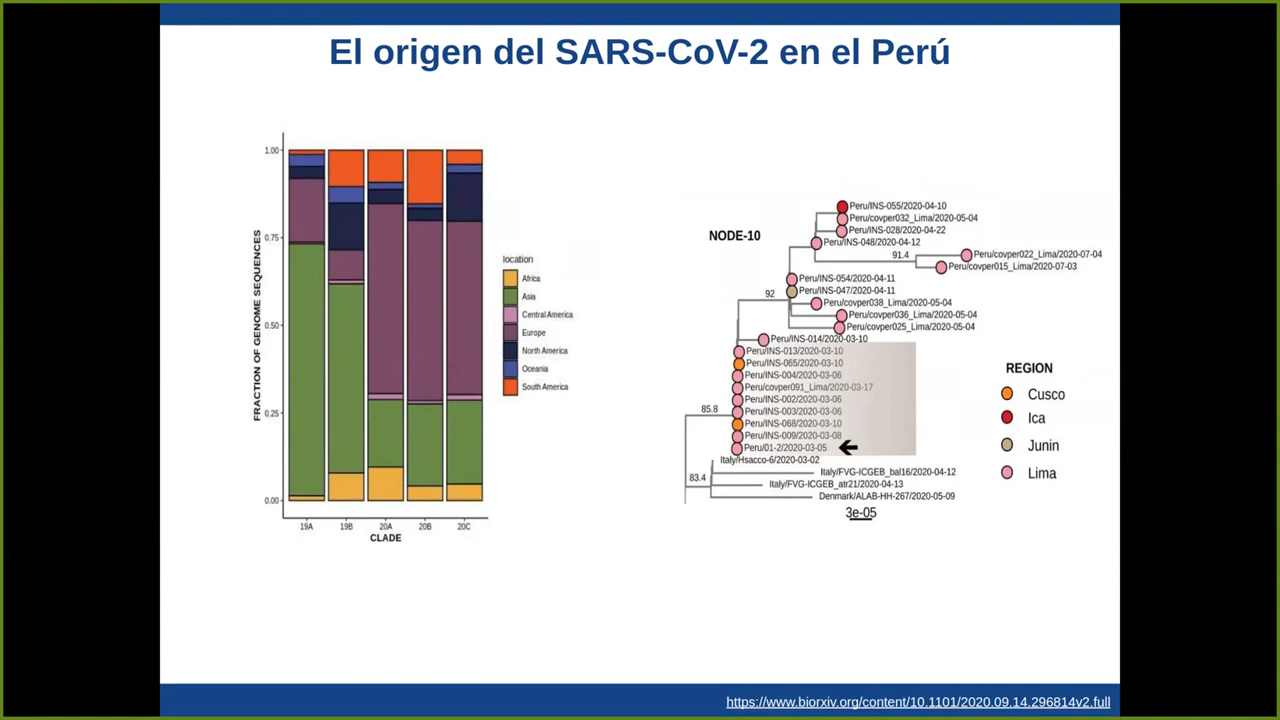 El origen del SARS-CoV-2 en el Perú
FRACTION OF GENOME SEQUENCES
1.00
0.75
0.50
0.25
0.00
19A
19B
20A
20B
20C
CLADE
location
Africa
Asia
Central America
Europe
North America
Oceania
South America
NODE-10
Peru/INS-055/2020-04-10
Peru/covper032_Lima/2020-05-04
Peru/INS-028/2020-04-22
Peru/INS-048/2020-04-12
91.4
Peru/covper022_Lima/2020-07-04
Peru/covper015_Lima/2020-07-03
Peru/INS-054/2020-04-11
92
Peru/INS-047/2020-04-11
Peru/covper038_Lima/2020-05-04
Peru/covper036_Lima/2020-05-04
Peru/covper025_Lima/2020-05-04
Peru/INS-014/2020-03-10
Peru/INS-013/2020-03-10
Peru/INS-065/2020-03-10
Peru/INS-004/2020-03-06
Peru/covper091_Lima/2020-03-17
Peru/INS-002/2020-03-06
85.8
Peru/INS-003/2020-03-06
Peru/INS-068/2020-03-10
Peru/INS-009/2020-03-08
Peru/01-2/2020-03-05
Italy/Hsacco-6/2020-03-02
83.4
Italy/FVG-ICGEB_bal16/2020-04-12
Italy/FVG-ICGEB_atr21/2020-04-13
Denmark/ALAB-HH-267/2020-05-09
3e-05
REGION
Cusco
Ica
Junin
Lima
https://www.biorxiv.org/content/10.1101/2020.09.14.296814v2.full